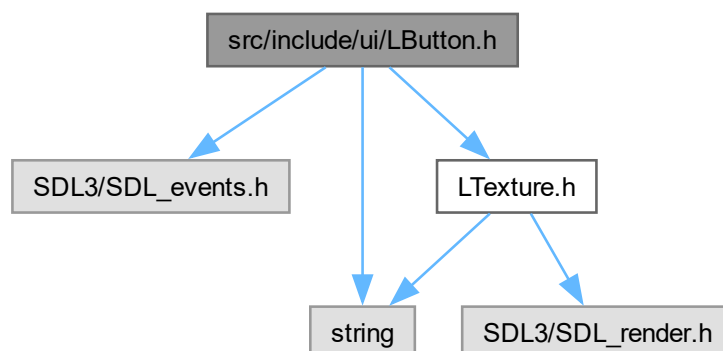 src/include/ui/LButton.h
SDL3/SDL_events.h
LTexture.h
string
SDL3/SDL_render.h